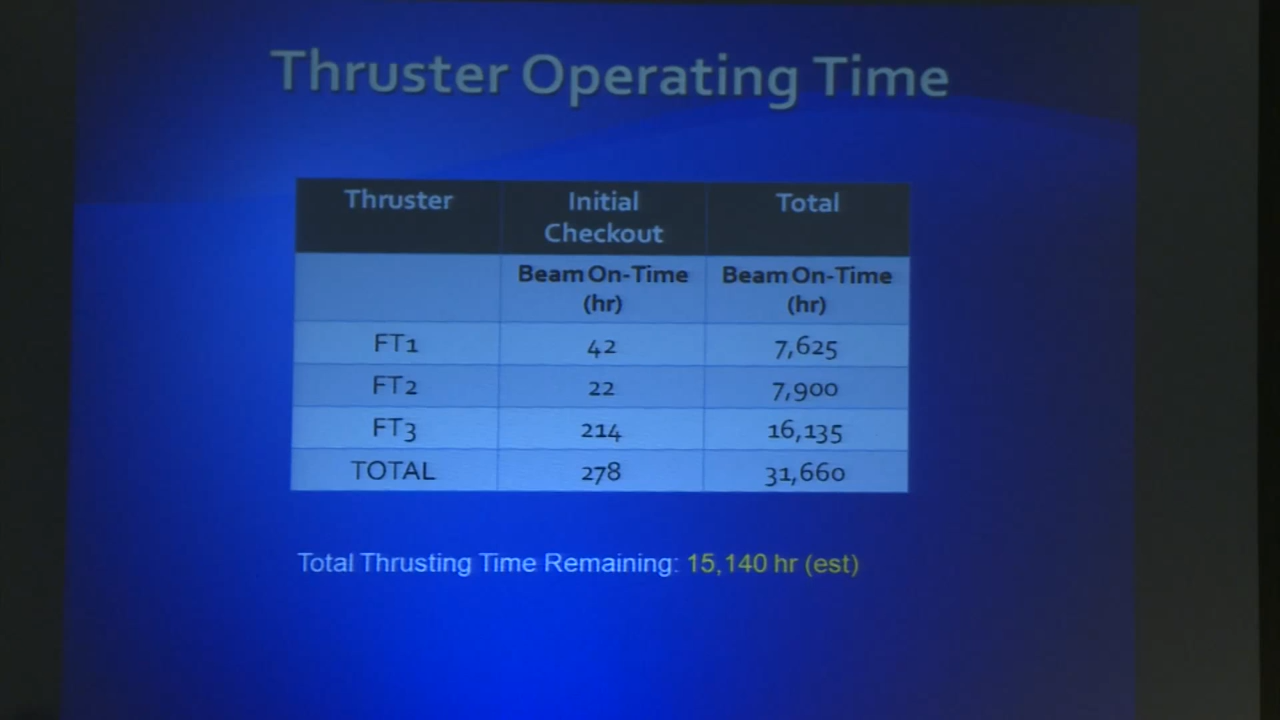 Thruster Operating Time
Thruster Initial Total
Checkout
Beam On-Time Beam On-Time
(hr) (hr)
FT1 42 7,625
FT2 22 7,900
FT3 214 16,135
TOTAL 278 31,660
Total Thrusting Time Remaining: 15,140 hr (est)